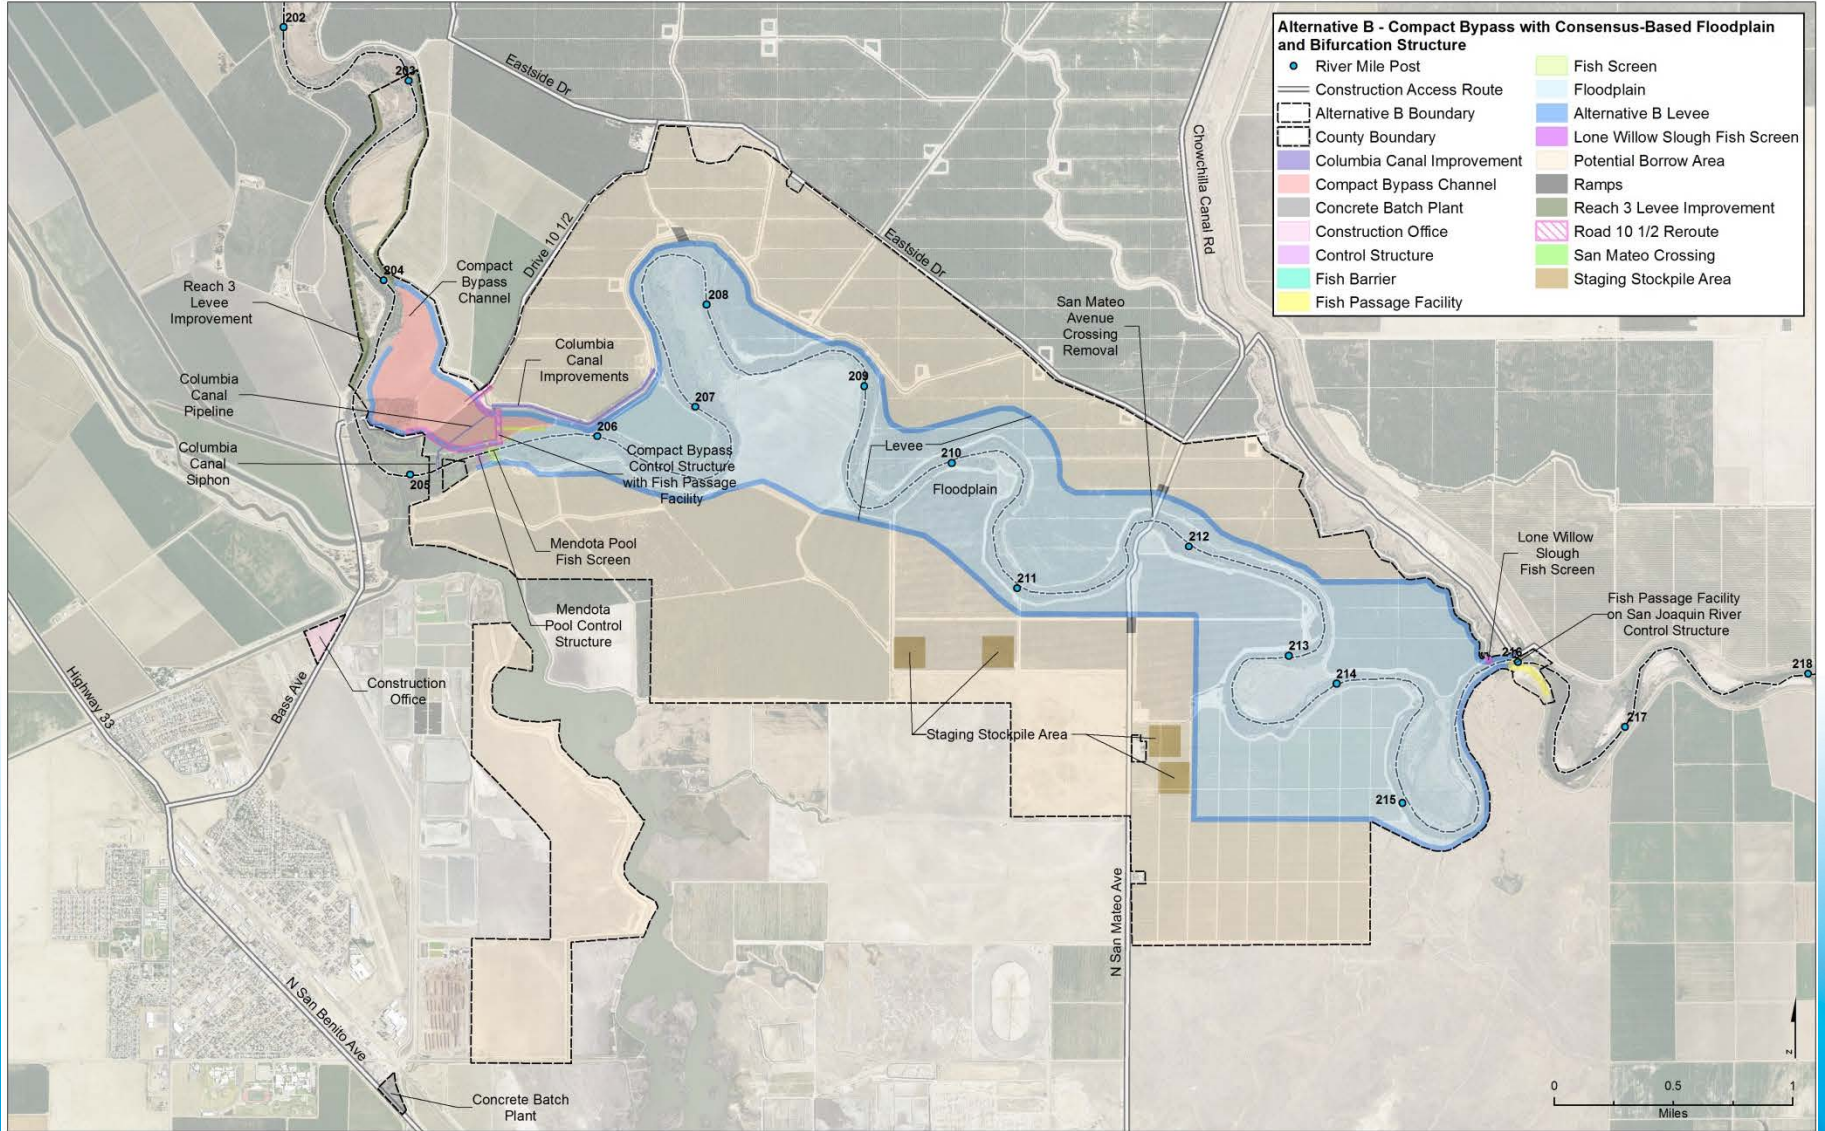 202
203
Eastside Dr
Alternative B - Compact Bypass with Consensus-Based Floodplain
and Bifurcation Structure
River Mile Post
Construction Access Route
Alternative B Boundary
County Boundary
Columbia Canal Improvement
Compact Bypass Channel
Concrete Batch Plant
Construction Office
Control Structure
Fish Barrier
Fish Passage Facility
Fish Screen
Floodplain
Alternative B Levee
Lone Willow Slough Fish Screen
Potential Borrow Area
Ramps
Reach 3 Levee Improvement
Road 10 1/2 Reroute
San Mateo Crossing
Staging Stockpile Area
Chowchilla Canal Rd
Drive 10 1/2
Eastside Dr
204
Compact
Bypass
Channel
Reach 3
Levee
Improvement
208
San Mateo
Avenue
Crossing
Removal
Columbia
Canal
Improvements
Columbia
Canal
Pipeline
209
207
206
Levee
Compact Bypass
Control Structure
with Fish Passage
Facility
Columbia
Canal
Siphon
205
210
Floodplain
Mendota Pool
Fish Screen
212
Lone Willow
Slough
Fish Screen
211
Mendota
Pool Control
Structure
Fish Passage Facility
on San Joaquin River
Control Structure
213
216
214
218
217
Construction
Office
Highway 33
Bass Ave
Staging Stockpile Area
215
N San Mateo Ave
N San Benito Ave
Concrete Batch
Plant
N
0
0.5
1
Miles